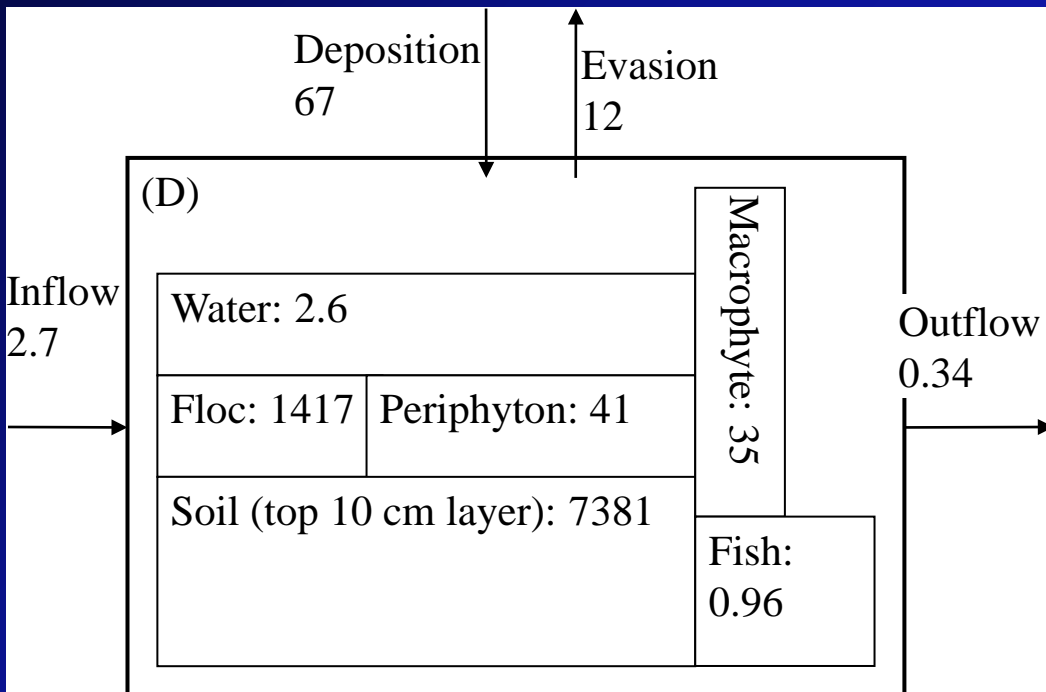 Deposition
67
Evasion
12
(D)
Inflow
2.7
Water: 2.6
Macrophyte: 35
Outflow
0.34
Floc: 1417
Periphyton: 41
Soil (top 10 cm layer): 7381
Fish:
0.96